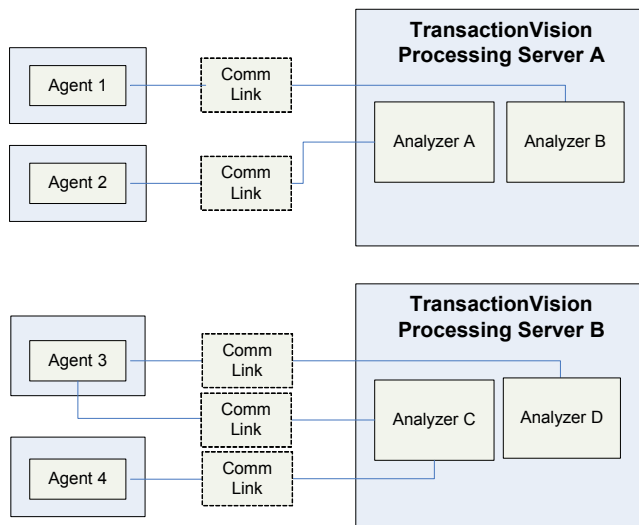 TransactionVision
Processing Server A
Agent 1
Comm
Link
Analyzer A
Analyzer B
Agent 2
Comm
Link
TransactionVision
Processing Server B
Agent 3
Comm
Link
Comm
Link
Analyzer C
Analyzer D
Agent 4
Comm
Link